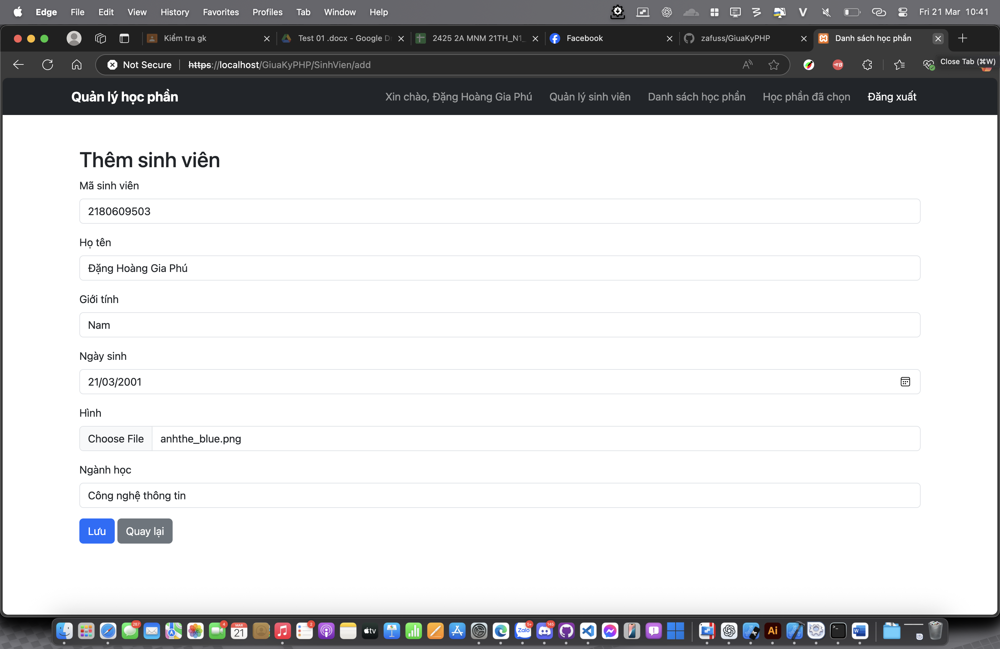 Edge File Edit View History Favorites Profiles Tab Window Help Fri 21 Mar 10:41
Kiểm tra gk Test 01 .docx - Google Dr 2425 2A MNM 21TH_N1_ Facebook zafuss/GiuaKyPHP Danh sách học phần
Not Secure https://localhost/GiuaKyPHP/SinhVien/add
Close Tab (⌘W)
Quản lý học phần Xin chào, Đặng Hoàng Gia Phú Quản lý sinh viên Danh sách học phần Học phần đã chọn Đăng xuất
Thêm sinh viên
Mã sinh viên
2180609503
Họ tên
Đặng Hoàng Gia Phú
Giới tính
Nam
Ngày sinh
21/03/2001
Hình
Choose File anhthe_blue.png
Ngành học
Công nghệ thông tin
Lưu Quay lại
287 4 MAR 21 2 tv Zalo 5+ 145 Ai W